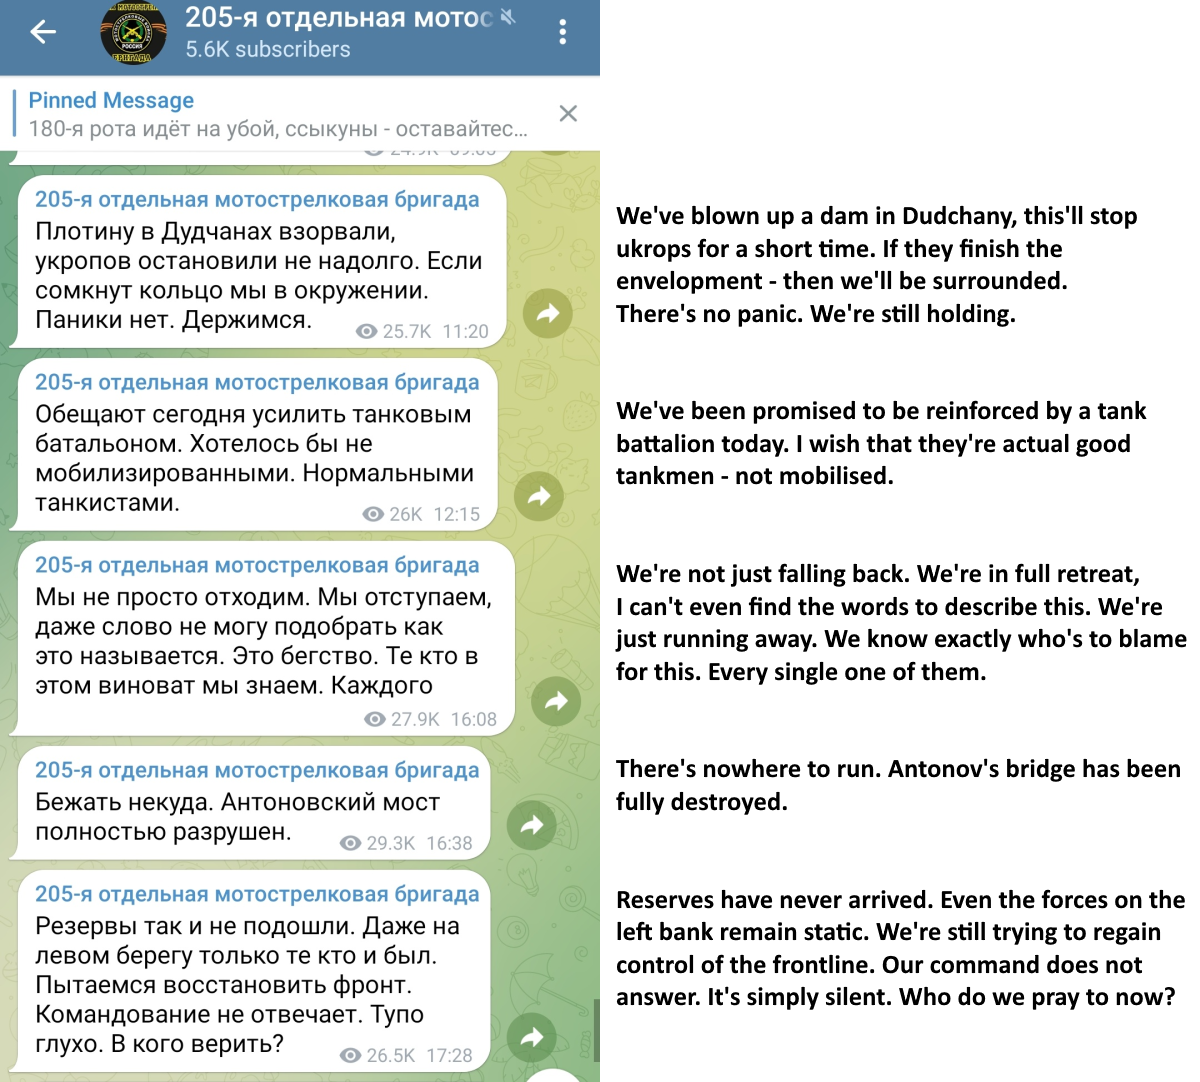 205-я отдельная мотос
5.6K subscribers
Pinned Message
180-я рота идёт на убой, ссыкуны - оставайтес...
205-я отдельная мотострелковая бригада
Плотину в Дудчанах взорвали,
укропов остановили не надолго. Если
сомкнут кольцо мы в окружении.
Паники нет. Держимся.
25.7K 11:20
205-я отдельная мотострелковая бригада
Обещают сегодня усилить танковым
батальоном. Хотелось бы не
мобилизированными. Нормальными
танкистами.
26K 12:15
205-я отдельная мотострелковая бригада
Мы не просто отходим. Мы отступаем,
даже слово не могу подобрать как
это называется. Это бегство. Те кто в
этом виноват мы знаем. Каждого
27.9K 16:08
205-я отдельная мотострелковая бригада
Бежать некуда. Антоновский мост
полностью разрушен.
29.3K 16:38
205-я отдельная мотострелковая бригада
Резервы так и не подошли. Даже на
левом берегу только те кто и был.
Пытаемся восстановить фронт.
Командование не отвечает. Тупо
глухо. В кого верить?
26.5K 17:28
We've blown up a dam in Dudchany, this'll stop
ukrops for a short time. If they finish the
envelopment - then we'll be surrounded.
There's no panic. We're still holding.
We've been promised to be reinforced by a tank
battalion today. I wish that they're actual good
tankmen - not mobilised.
We're not just falling back. We're in full retreat,
I can't even find the words to describe this. We're
just running away. We know exactly who's to blame
for this. Every single one of them.
There's nowhere to run. Antonov's bridge has been
fully destroyed.
Reserves have never arrived. Even the forces on the
left bank remain static. We're still trying to regain
control of the frontline. Our command does not
answer. It's simply silent. Who do we pray to now?